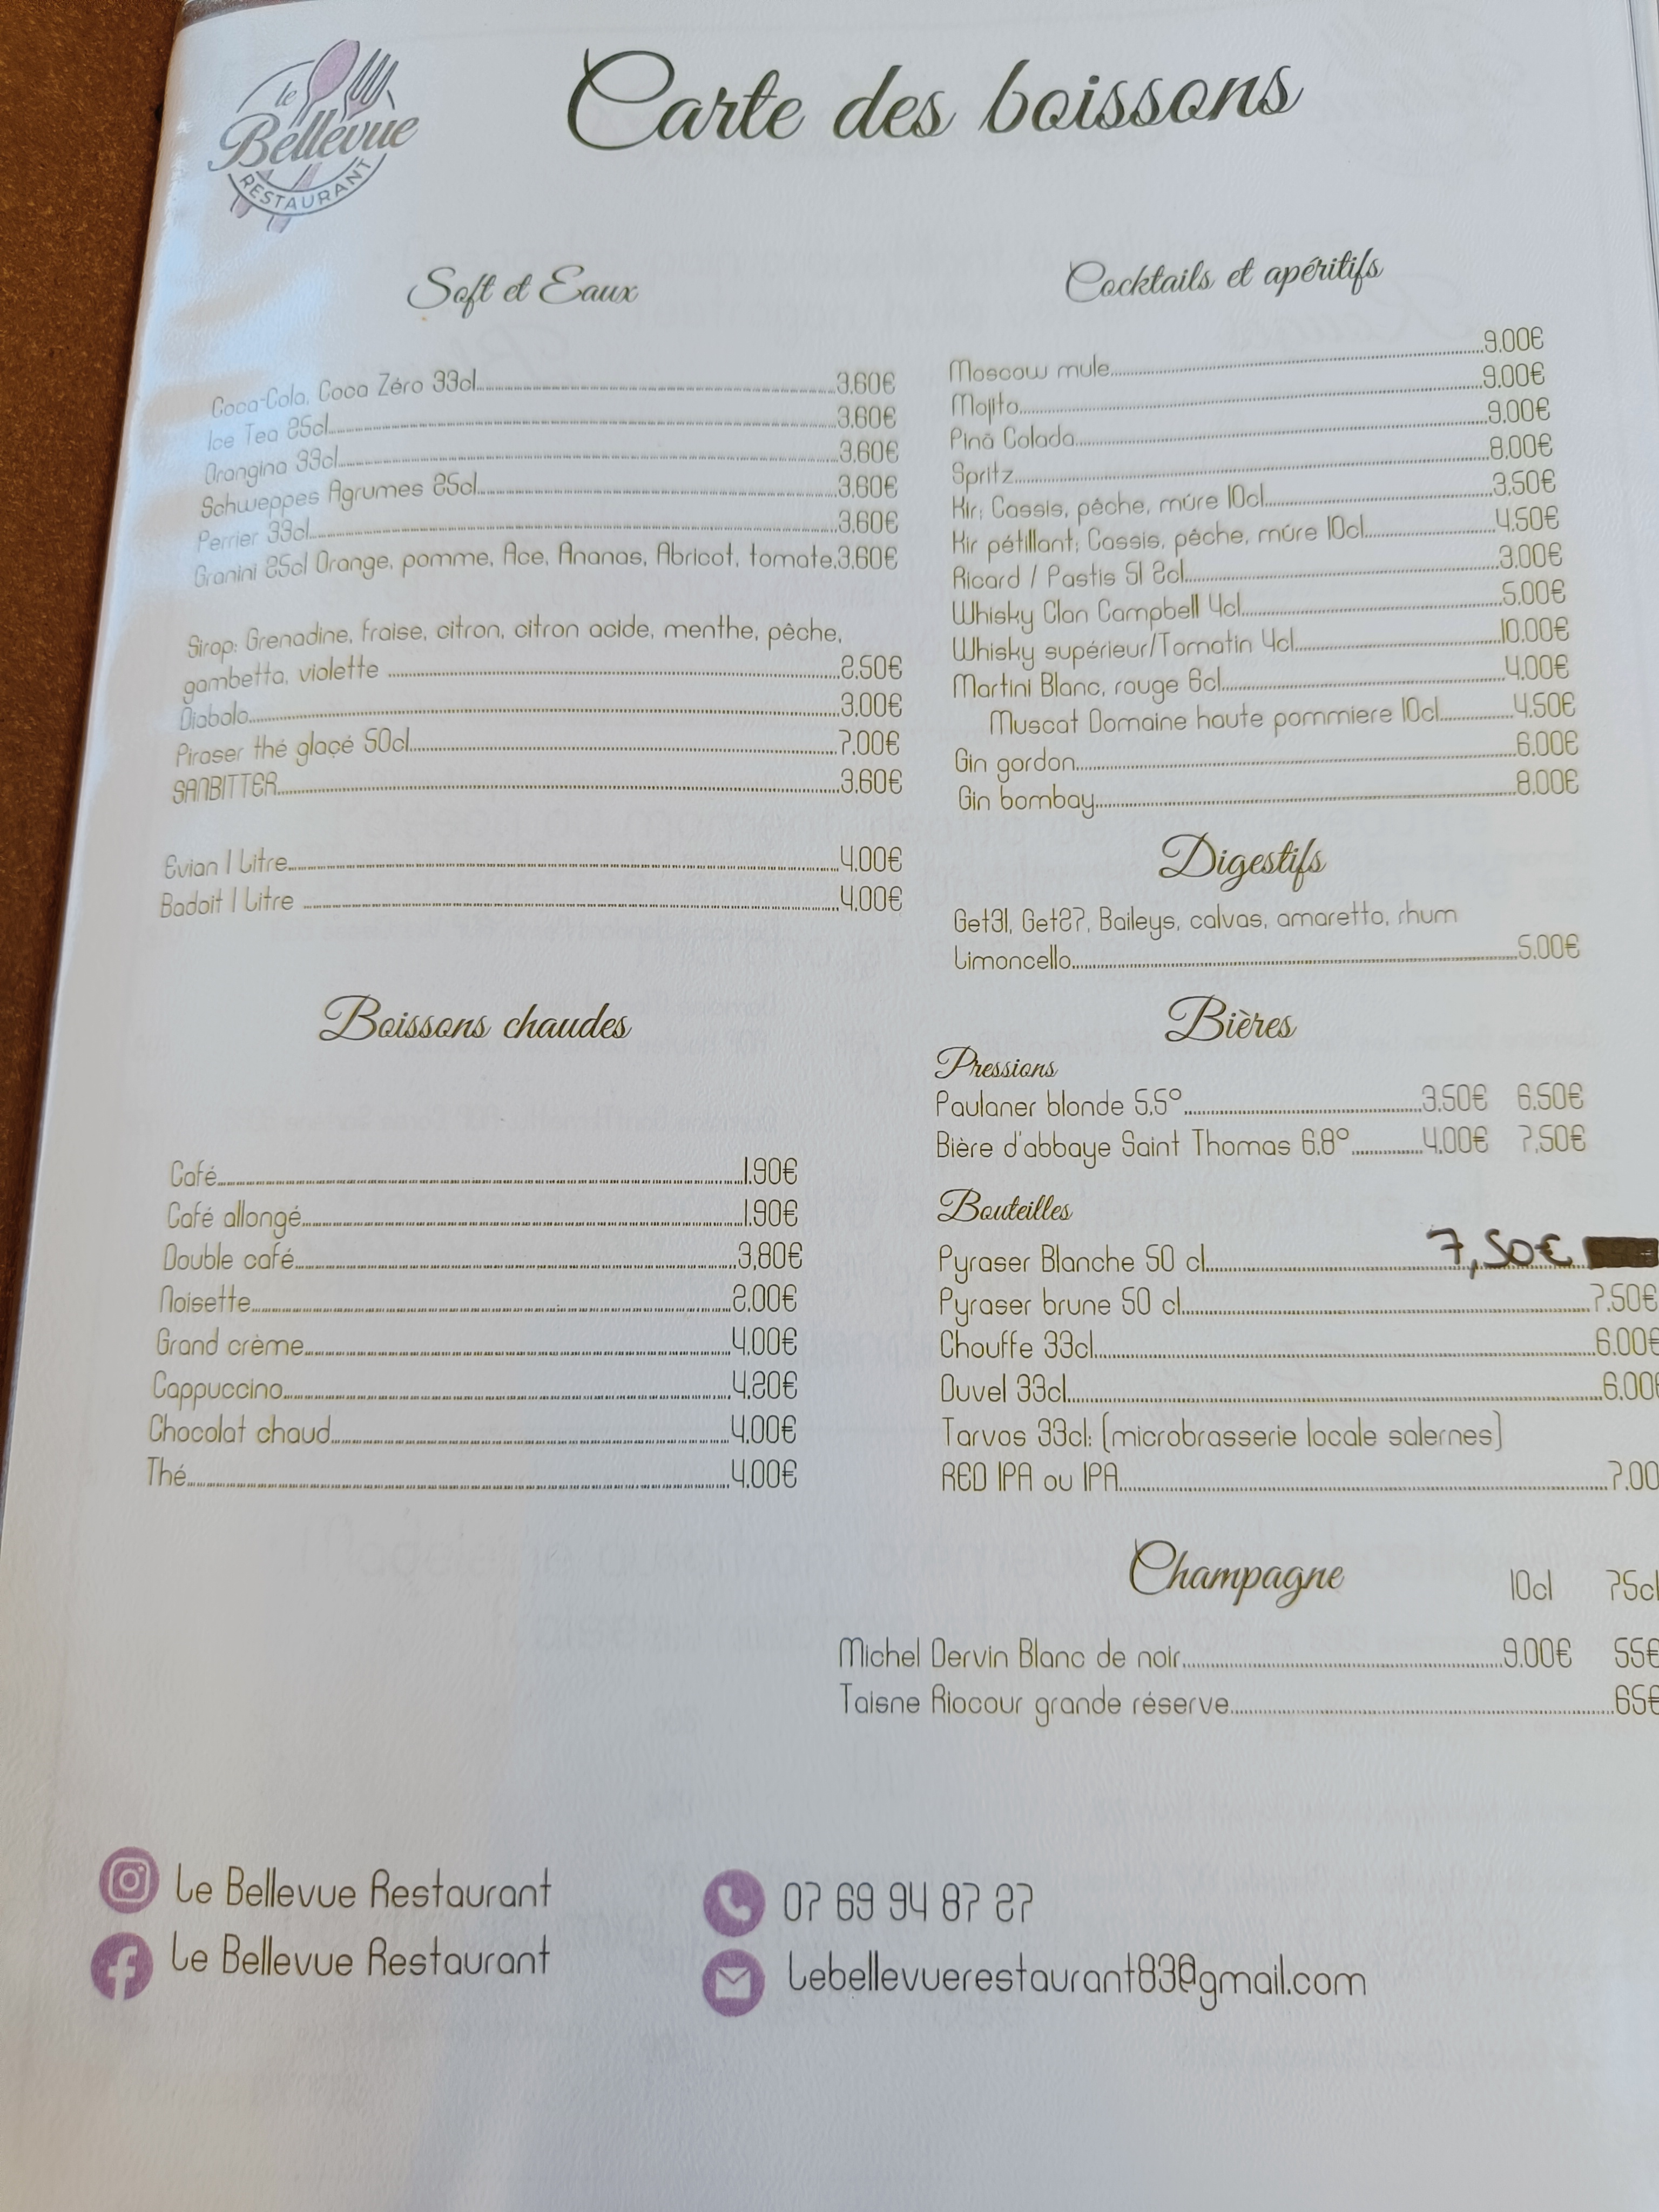 le
Bellevue
RESTAURANT
Carte des boissons
Soft et Eaux
Coca-Cola, Coca Zéro 33cl 3.60€
Ice Tea 25cl 3.60€
Orangina 33cl 3.60€
Schweppes Agrumes 25cl 3.60€
Perrier 33cl 3.60€
Granini 25cl Orange, pomme, Ace, Ananas, Abricot, tomate.3.60€
Sirop: Grenadine, fraise, citron, citron acide, menthe, pêche,
gambetta, violette 2.50€
Diabolo 3.00€
Piraser thé glaçé 50cl 7.00€
SANBITTER 3.60€
Evian 1 Litre 4.00€
Badoit 1 Litre 4.00€
Boissons chaudes
Café 1.90€
Café allongé 1.90€
Double café 3,80€
Noisette 2.00€
Grand crème 4.00€
Cappuccino 4.20€
Chocolat chaud 4.00€
Thé 4.00€
Cocktails et apéritifs
Moscow mule 9.00€
Mojito 9.00€
Pinà Colada 9.00€
Spritz 8.00€
Kir; Cassis, pêche, mûre 10cl 3.50€
Kir pétillant; Cassis, pêche, mûre 10cl 4.50€
Ricard / Pastis 51 2cl 3.00€
Whisky Clan Campbell 4cl 5.00€
Whisky supérieur/Tomatin 4cl 10.00€
Martini Blanc, rouge 6cl 4.00€
Muscat Domaine haute pommiere 10cl 4.50€
Gin gordon 6.00€
Gin bombay 8.00€
Digestifs
Get31, Get27, Baileys, calvas, amaretto, rhum
Limoncello 5.00€
Bières
Pressions
Paulaner blonde 5,5° 3.50€ 6.50€
Bière d'abbaye Saint Thomas 6,8° 4.00€ 7,50€
Bouteilles
Pyraser Blanche 50 cl 7,50€
Pyraser brune 50 cl 7.50€
Chouffe 33cl 6.00€
Duvel 33cl 6.00€
Tarvos 33cl: (microbrasserie locale salernes)
RED IPA ou IPA 7.00
Champagne 10cl 75cl
Michel Dervin Blanc de noir 9.00€ 55€
Taisne Riocour grande réserve 65€
Le Bellevue Restaurant
Le Bellevue Restaurant
07 69 94 87 27
Lebellevuerestaurant83@gmail.com